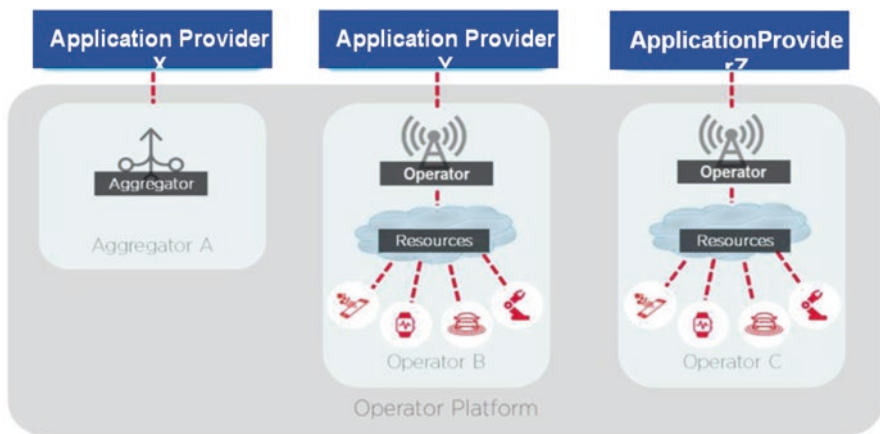 Application Provider
X
Application Provider
Y
ApplicationProvide
rZ
Aggregator
Aggregator A
Operator
Resources
Operator B
Operator
Resources
Operator C
Operator Platform